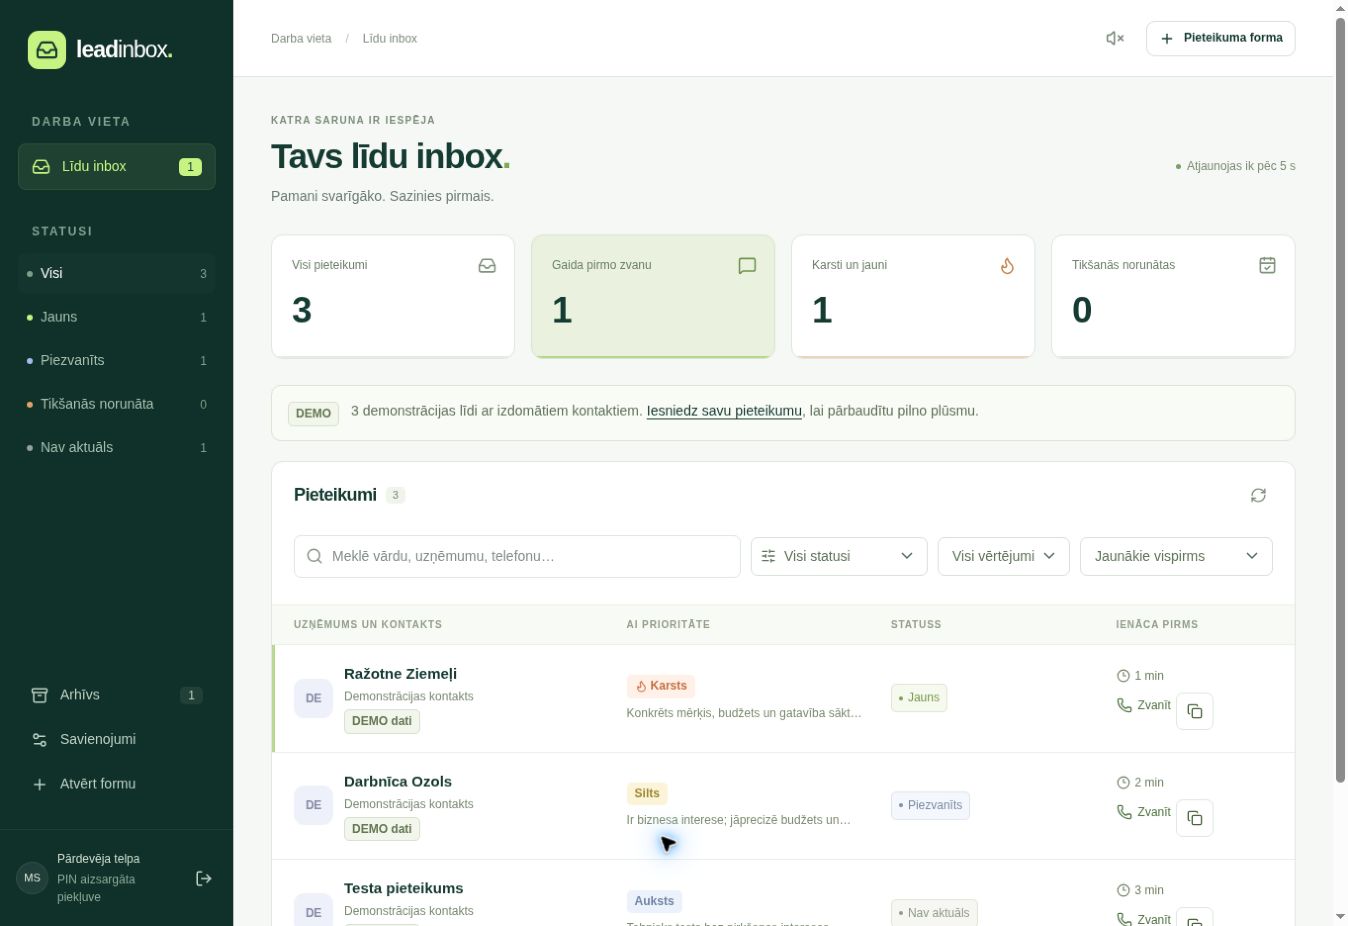 leadinbox.
DARBA VIETA
Līdu inbox 1
STATUSI
Visi 3
Jauns 1
Piezvanīts 1
Tikšanās norunāta 0
Nav aktuāls 1
Arhīvs 1
Savienojumi
Atvērt formu
MS
Pārdevēja telpa
PIN aizsargāta
piekļuve
Darba vieta / Līdu inbox
Pieteikuma forma
KATRA SARUNA IR IESPĒJA
Tavs līdu inbox.
Atjaunojas ik pēc 5 s
Pamani svarīgāko. Sazinies pirmais.
Visi pieteikumi
3
Gaida pirmo zvanu
1
Karsti un jauni
1
Tikšanās norunātas
0
DEMO 3 demonstrācijas līdi ar izdomātiem kontaktiem. Iesniedz savu pieteikumu, lai pārbaudītu pilno plūsmu.
Pieteikumi 3
Meklē vārdu, uzņēmumu, telefonu…
Visi statusi
Visi vērtējumi
Jaunākie vispirms
UZŅĒMUMS UN KONTAKTS AI PRIORITĀTE STATUSS IENĀCA PIRMS
DE
Ražotne Ziemeļi
Demonstrācijas kontakts
DEMO dati
Karsts
Konkrēts mērķis, budžets un gatavība sākt…
Jauns
1 min
Zvanīt
DE
Darbnīca Ozols
Demonstrācijas kontakts
DEMO dati
Silts
Ir biznesa interese; jāprecizē budžets un…
Piezvanīts
2 min
Zvanīt
DE
Testa pieteikums
Demonstrācijas kontakts
Auksts
Nav aktuāls
3 min
Zvanīt